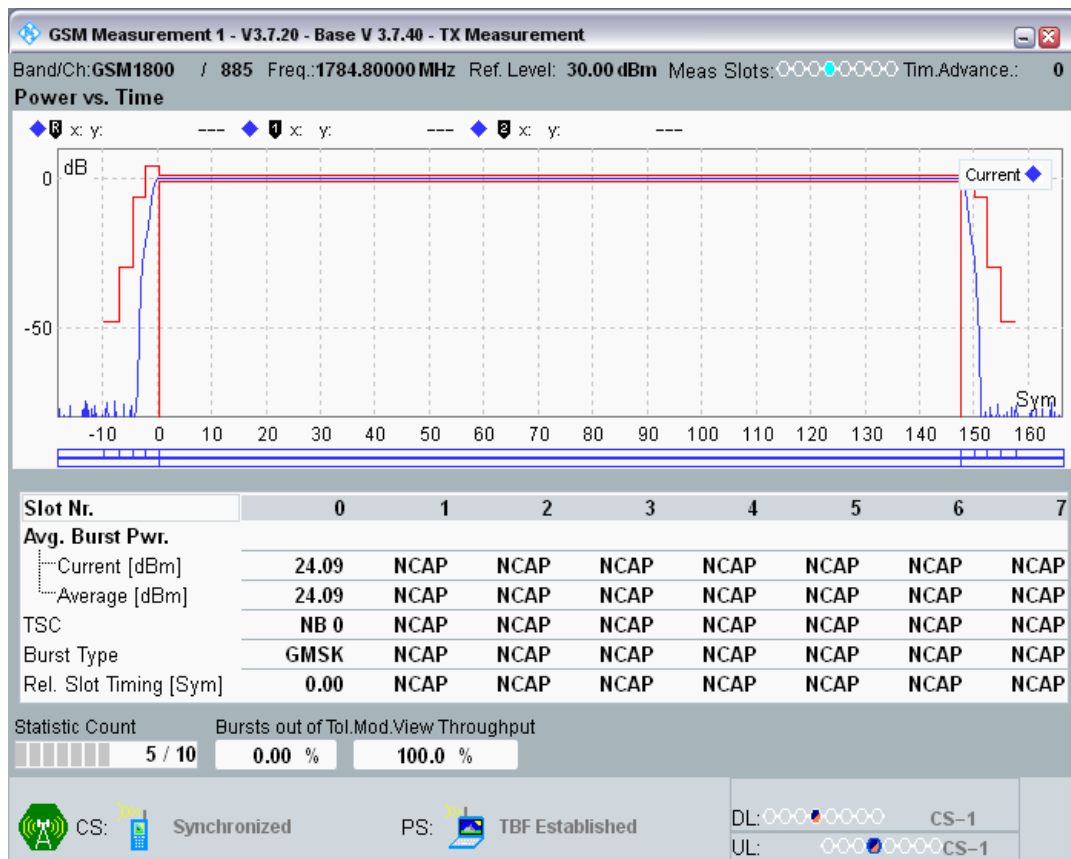 GSM Measurement 1 - V3.7.20 - Base V 3.7.40 - TX Measurement
Band/Ch:GSM1800 / 885 Freq.:1784.80000 MHz Ref. Level: 30.00 dBm Meas Slots: Tim.Advance.: 0
Power vs. Time
R x: y: --- 1 x: y: --- 2 x: y: ---
dB
Current
0
-50
Sym
-10 0 10 20 30 40 50 60 70 80 90 100 110 120 130 140 150 160
Slot Nr. 0 1 2 3 4 5 6 7
Avg. Burst Pwr.
Current [dBm] 24.09 NCAP NCAP NCAP NCAP NCAP NCAP NCAP
Average [dBm] 24.09 NCAP NCAP NCAP NCAP NCAP NCAP NCAP
TSC NB 0 NCAP NCAP NCAP NCAP NCAP NCAP NCAP
Burst Type GMSK NCAP NCAP NCAP NCAP NCAP NCAP NCAP
Rel. Slot Timing [Sym] 0.00 NCAP NCAP NCAP NCAP NCAP NCAP NCAP
Statistic Count Bursts out of Tol.Mod.View Throughput
5 / 10 0.00 % 100.0 %
CS: Synchronized PS: TBF Established
DL: CS-1
UL: CS-1